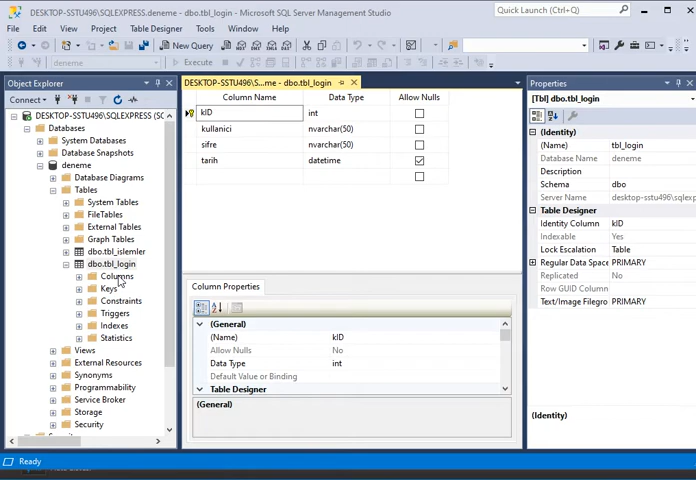 DESKTOP-SSTU496\SQLEXPRESS.deneme - Microsoft SQL Server Management Studio
Quick Launch (Ctrl+Q)
File Edit View Project Table Designer Tools Window Help
New Query
Execute
Object Explorer
Connect
DESKTOP-SSTU496\SQLEXPRESS (SQ
Databases
System Databases
Database Snapshots
deneme
Database Diagrams
Tables
System Tables
FileTables
External Tables
Graph Tables
dbo.tbl_islemler
dbo.tbl_login
Columns
Keys
Constraints
Triggers
Indexes
Statistics
Views
External Resources
Synonyms
Programmability
Service Broker
Storage
Security
DESKTOP-SSTU496\S...me - dbo.tbl_login
Column Name Data Type Allow Nulls
kID int
kullanici nvarchar(50)
sifre nvarchar(50)
tarih datetime
Column Properties
(General)
(Name) kID
Allow Nulls No
Data Type int
Default Value or Binding
Table Designer
(General)
Properties
[Tbl] dbo.tbl_login
(Identity)
(Name) tbl_login
Database Name deneme
Description
Schema dbo
Server Name desktop-sstu496\sqlexp
Table Designer
Identity Column kID
Indexable Yes
Lock Escalation Table
Regular Data Space PRIMARY
Replicated No
Row GUID Column
Text/Image Filegro PRIMARY
(Identity)
Ready